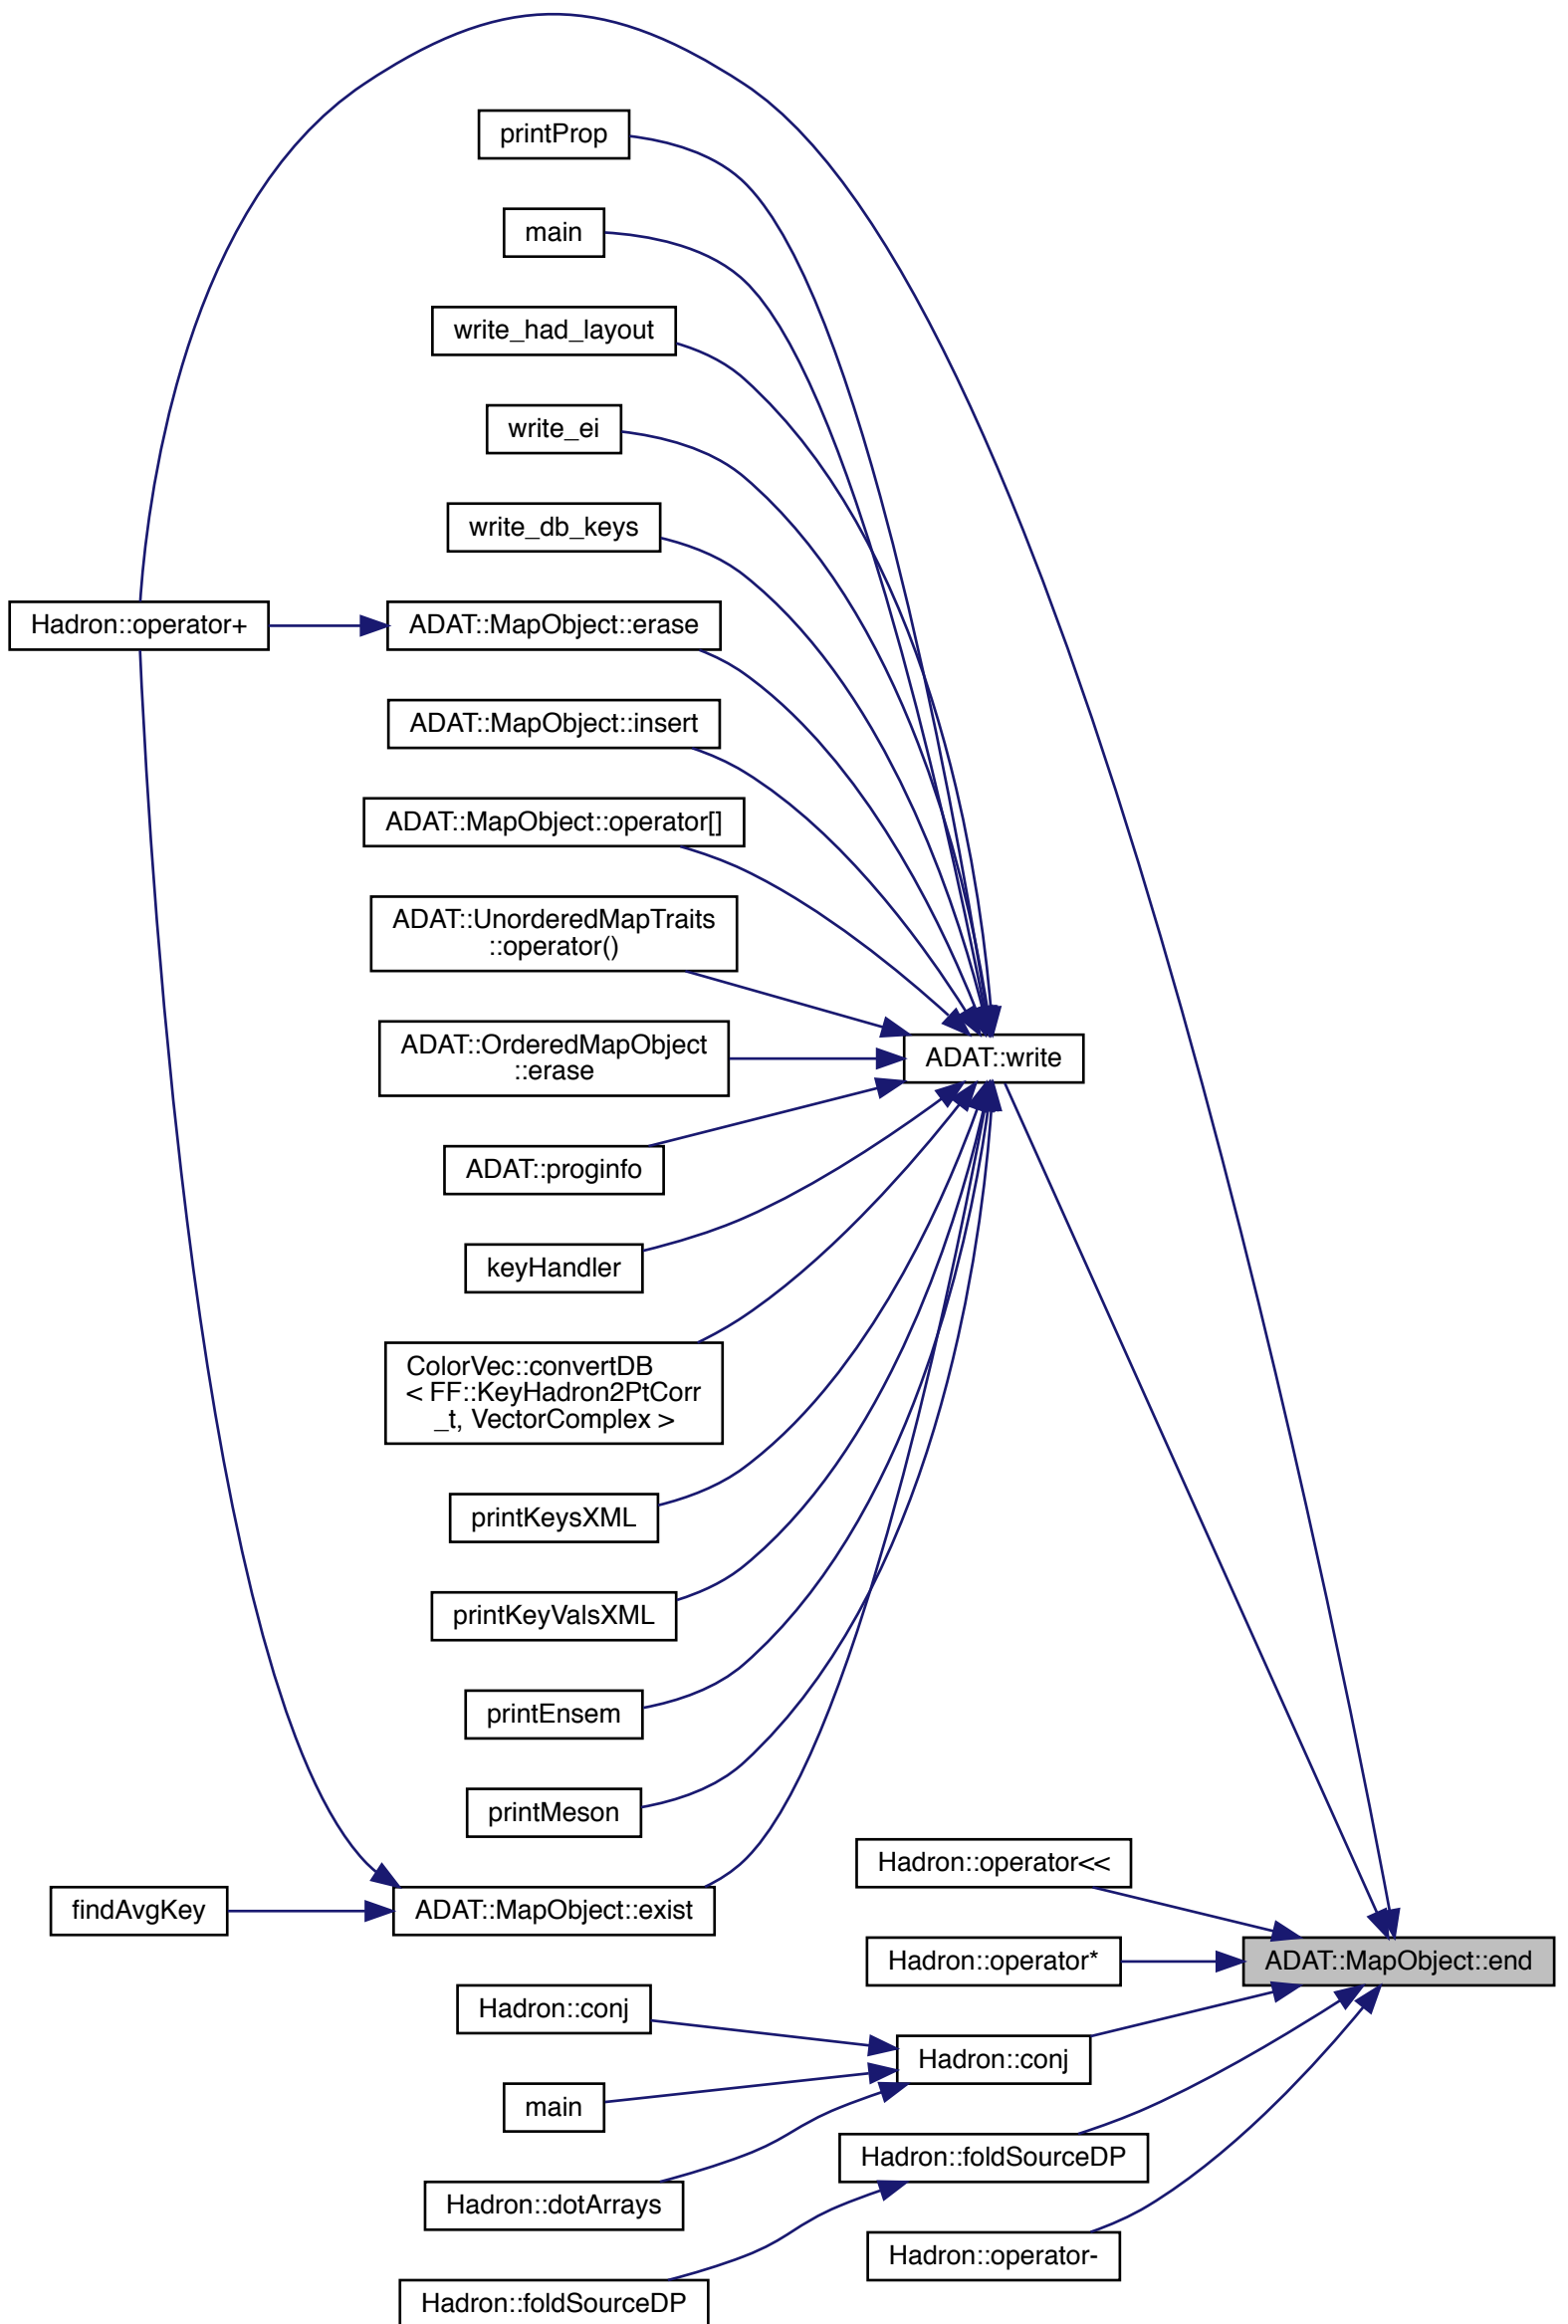 printProp
main
write_had_layout
write_ei
write_db_keys
Hadron::operator+
ADAT::MapObject::erase
ADAT::MapObject::insert
ADAT::MapObject::operator[]
ADAT::UnorderedMapTraits
::operator()
ADAT::OrderedMapObject
::erase
ADAT::write
ADAT::proginfo
keyHandler
ColorVec::convertDB
< FF::KeyHadron2PtCorr
_t, VectorComplex >
printKeysXML
printKeyValsXML
printEnsem
printMeson
Hadron::operator<<
findAvgKey
ADAT::MapObject::exist
Hadron::operator*
ADAT::MapObject::end
Hadron::conj
Hadron::conj
main
Hadron::foldSourceDP
Hadron::dotArrays
Hadron::operator-
Hadron::foldSourceDP